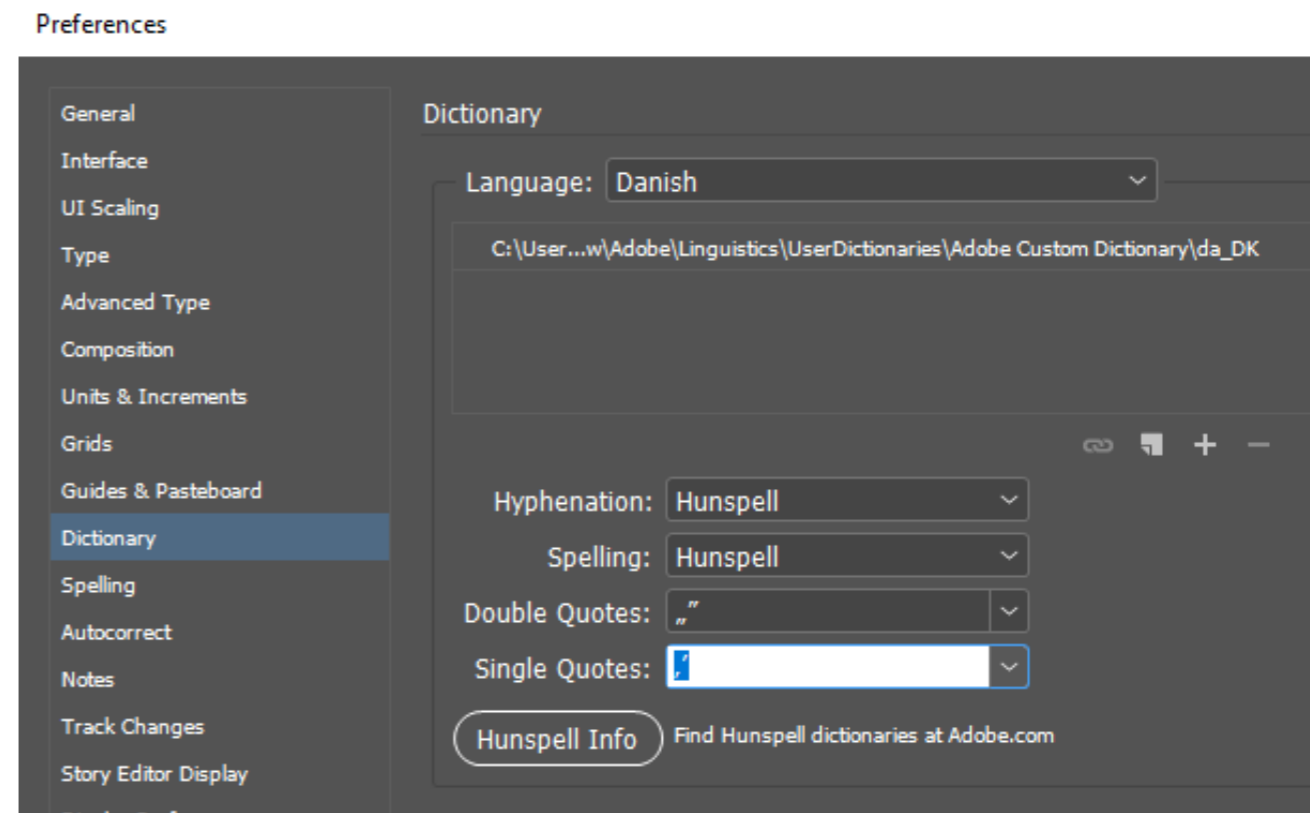 Preferences
General
Interface
UI Scaling
Type
Advanced Type
Composition
Units & Increments
Grids
Guides & Pasteboard
Dictionary
Spelling
Autocorrect
Notes
Track Changes
Story Editor Display
Dictionary
Language: Danish
C:\User...w\Adobe\Linguistics\UserDictionaries\Adobe Custom Dictionary\da_DK
Hyphenation: Hunspell
Spelling: Hunspell
Double Quotes: „”
Single Quotes: ‚’
Hunspell Info Find Hunspell dictionaries at Adobe.com